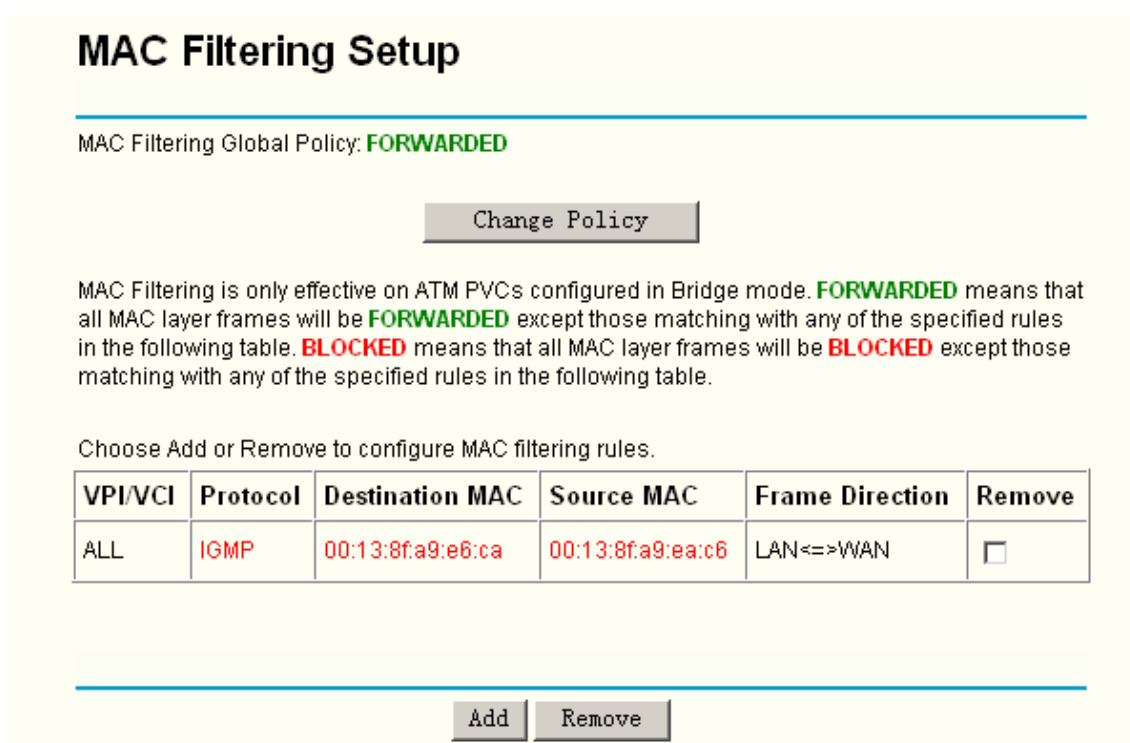 MAC Filtering Setup
MAC Filtering Global Policy: FORWARDED
Change Policy
MAC Filtering is only effective on ATM PVCs configured in Bridge mode. FORWARDED means that
all MAC layer frames will be FORWARDED except those matching with any of the specified rules
in the following table. BLOCKED means that all MAC layer frames will be BLOCKED except those
matching with any of the specified rules in the following table.
Choose Add or Remove to configure MAC filtering rules.
VPI/VCI Protocol Destination MAC Source MAC Frame Direction Remove
ALL IGMP 00:13:8f:a9:e6:ca 00:13:8f:a9:ea:c6 LAN<=>WAN
Add Remove